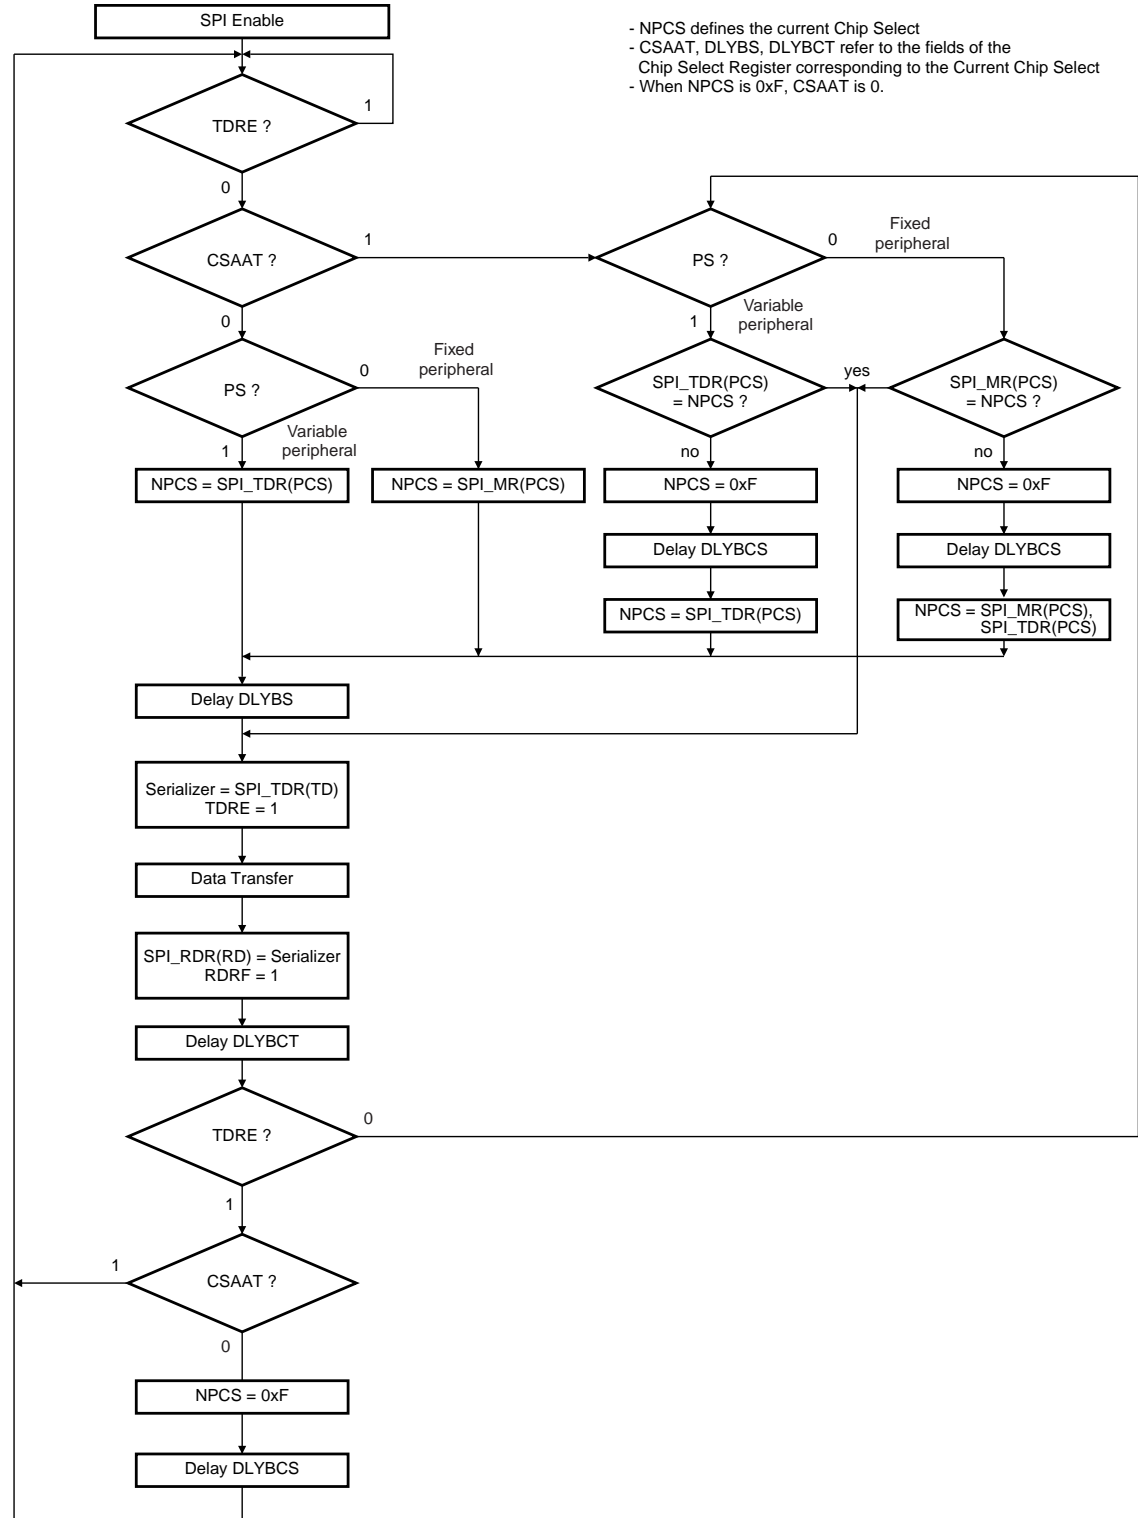 SPI Enable
- NPCS defines the current Chip Select
- CSAAT, DLYBS, DLYBCT refer to the fields of the
Chip Select Register corresponding to the Current Chip Select
- When NPCS is 0xF, CSAAT is 0.
TDRE ?
1
0
CSAAT ?
1
PS ?
0
Fixed
peripheral
0
1
Variable
peripheral
PS ?
0
Fixed
peripheral
SPI_TDR(PCS)
= NPCS ?
yes
SPI_MR(PCS)
= NPCS ?
1
Variable
peripheral
no
no
NPCS = SPI_TDR(PCS)
NPCS = SPI_MR(PCS)
NPCS = 0xF
NPCS = 0xF
Delay DLYBCS
Delay DLYBCS
NPCS = SPI_TDR(PCS)
NPCS = SPI_MR(PCS),
SPI_TDR(PCS)
Delay DLYBS
Serializer = SPI_TDR(TD)
TDRE = 1
Data Transfer
SPI_RDR(RD) = Serializer
RDRF = 1
Delay DLYBCT
TDRE ?
0
1
CSAAT ?
1
0
NPCS = 0xF
Delay DLYBCS